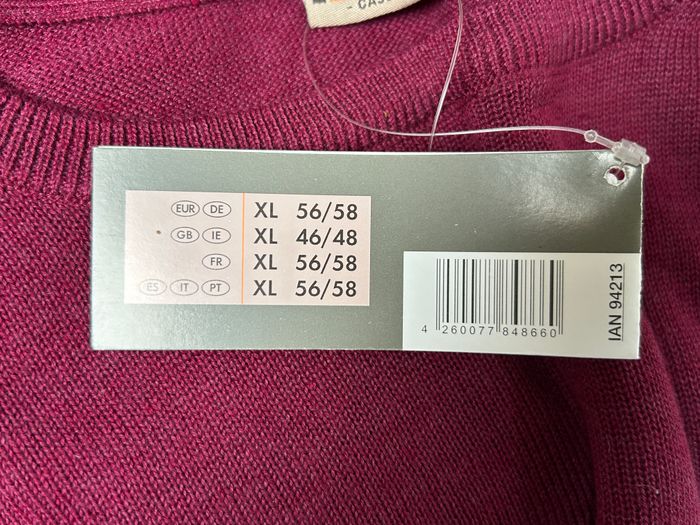 EUR DE XL 56/58
GB IE XL 46/48
FR XL 56/58
ES IT PT XL 56/58
4 260077 848660
IAN 94213